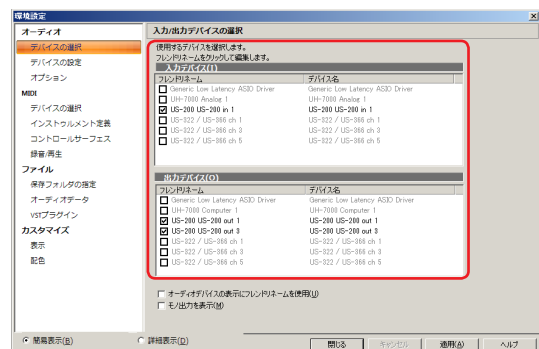 環境設定
オーディオ
デバイスの選択
デバイスの設定
オプション
MIDI
デバイスの選択
インストゥルメント定義
コントロールサーフェス
録音/再生
ファイル
保存フォルダの指定
オーディオデータ
VSTプラグイン
カスタマイズ
表示
配色
入力/出力デバイスの選択
使用するデバイスを選択します。
フレンドリネームをクリックして編集します。
入力デバイス(I)
フレンドリネーム デバイス名
Generic Low Latency ASIO Driver Generic Low Latency ASIO Driver
UH-7000 Analog 1 UH-7000 Analog 1
US-200 US-200 in 1 US-200 US-200 in 1
US-322 / US-366 ch 1 US-322 / US-366 ch 1
US-322 / US-366 ch 3 US-322 / US-366 ch 3
US-322 / US-366 ch 5 US-322 / US-366 ch 5
出力デバイス(O)
フレンドリネーム デバイス名
Generic Low Latency ASIO Driver Generic Low Latency ASIO Driver
UH-7000 Computer 1 UH-7000 Computer 1
US-200 US-200 out 1 US-200 US-200 out 1
US-200 US-200 out 3 US-200 US-200 out 3
US-322 / US-366 ch 1 US-322 / US-366 ch 1
US-322 / US-366 ch 3 US-322 / US-366 ch 3
US-322 / US-366 ch 5 US-322 / US-366 ch 5
オーディオデバイスの表示にフレンドリネームを使用(U)
モノ出力を表示(M)
簡易表示(B) 詳細表示(D) 閉じる キャンセル 適用(A) ヘルプ